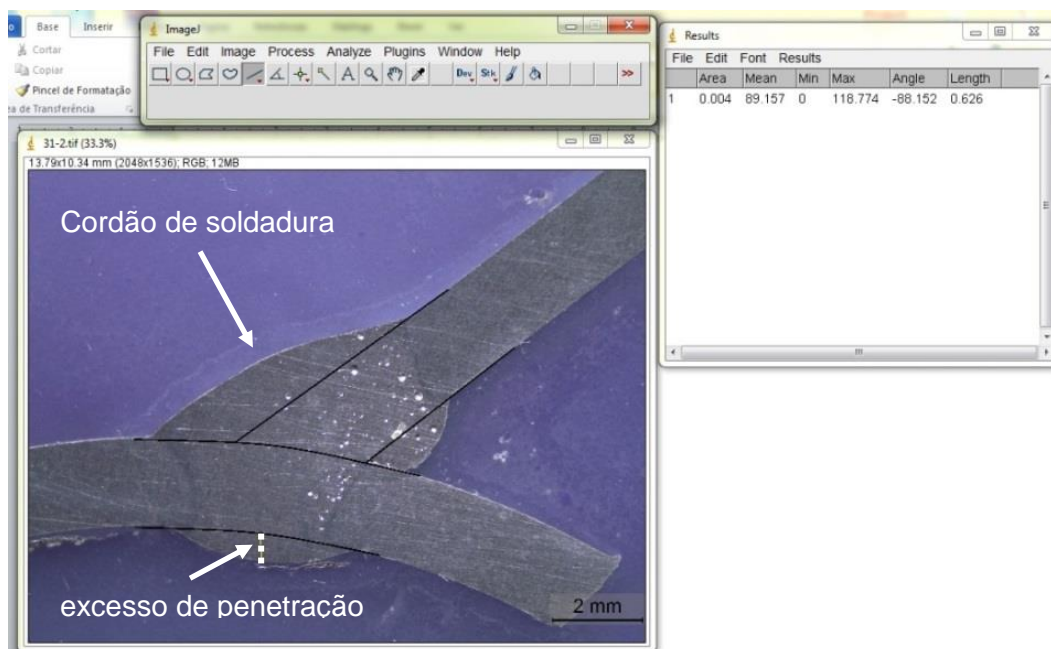 Base Inserir
Cortar
Copiar
Pincel de Formatação
ea de Transferência
ImageJ
File Edit Image Process Analyze Plugins Window Help
A Dev Stk >>
Results
File Edit Font Results
Area Mean Min Max Angle Length
1 0.004 89.157 0 118.774 -88.152 0.626
31-2.tif (33.3%)
13.79x10.34 mm (2048x1536); RGB; 12MB
Cordão de soldadura
excesso de penetração
2 mm